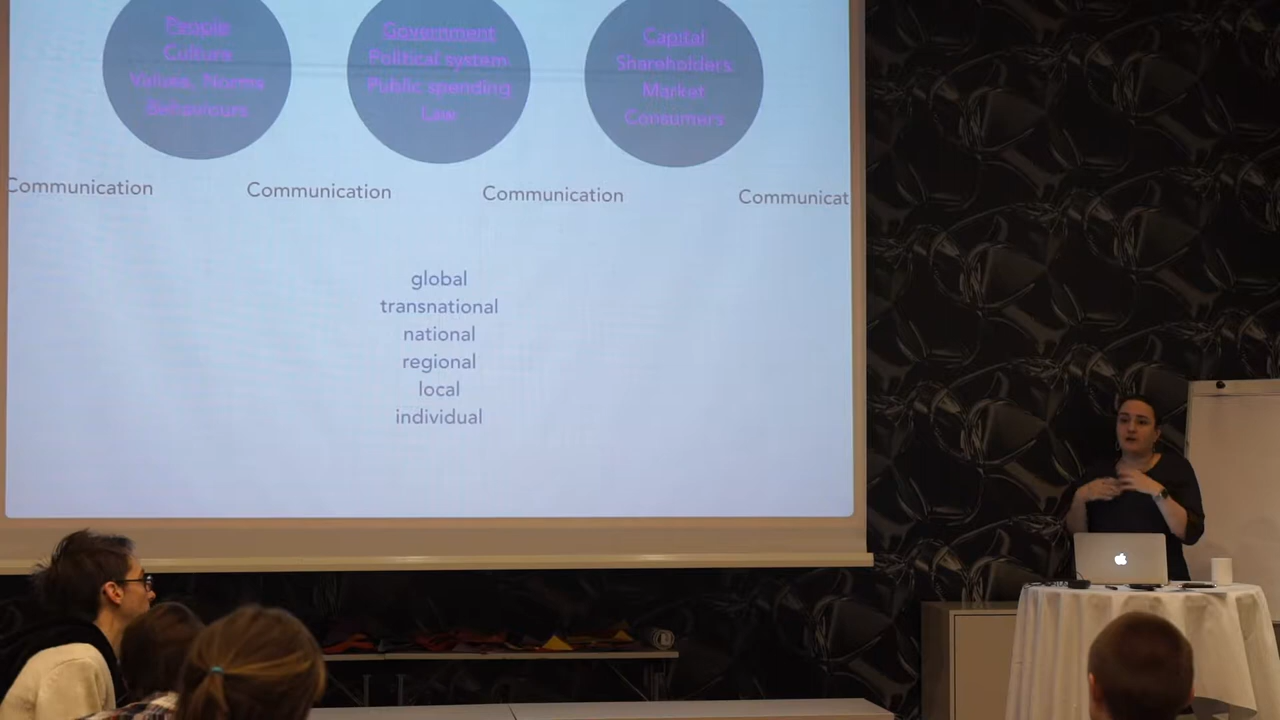 People
Culture
Values, Norms
Behaviours
Government
Political system
Public spending
Law
Capital
Shareholders
Market
Consumers
Communication
Communication
Communication
Communicat
global
transnational
national
regional
local
individual